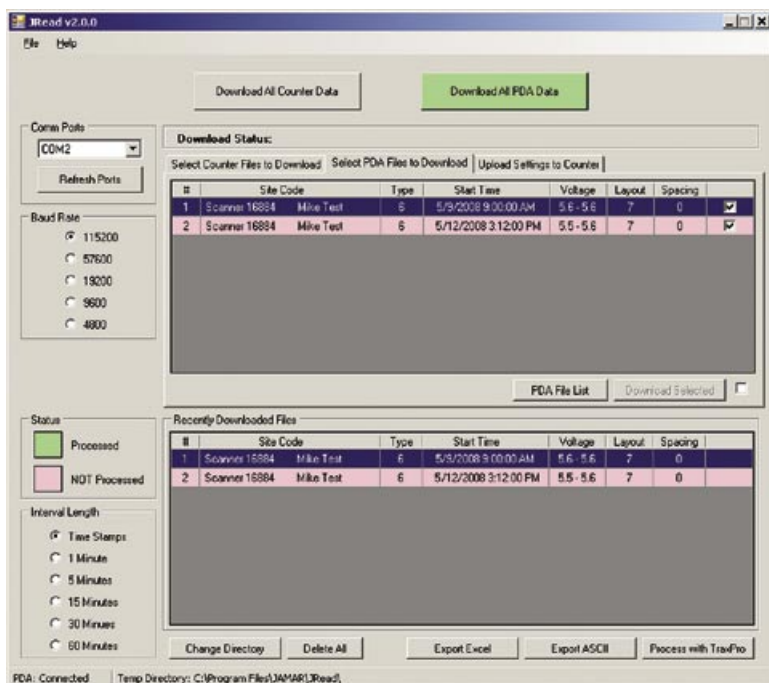 JRead v2.0.0
File Help
Download All Counter Data Download All PDA Data
Comm Ports
COM2
Refresh Ports
Download Status:
Select Counter Files to Download Select PDA Files to Download Upload Settings to Counter
# Site Code Type Start Time Voltage Layout Spacing
1 Scanner 16884 Mike Test 6 5/9/2008 9:00:00 AM 5.6 - 5.6 7 0
2 Scanner 16884 Mike Test 6 5/12/2008 3:12:00 PM 5.5 - 5.6 7 0
Baud Rate
115200
57600
19200
9600
4800
PDA File List Download Selected
Status
Processed
NOT Processed
Recently Downloaded Files
# Site Code Type Start Time Voltage Layout Spacing
1 Scanner 16884 Mike Test 6 5/9/2008 9:00:00 AM 5.6 - 5.6 7 0
2 Scanner 16884 Mike Test 6 5/12/2008 3:12:00 PM 5.5 - 5.6 7 0
Interval Length
Time Stamps
1 Minute
5 Minutes
15 Minutes
30 Minues
60 Minutes
Change Directory Delete All Export Excel Export ASCII Process with TraxPro
PDA: Connected Temp Directory: C:\Program Files\JAMAR\JRead\